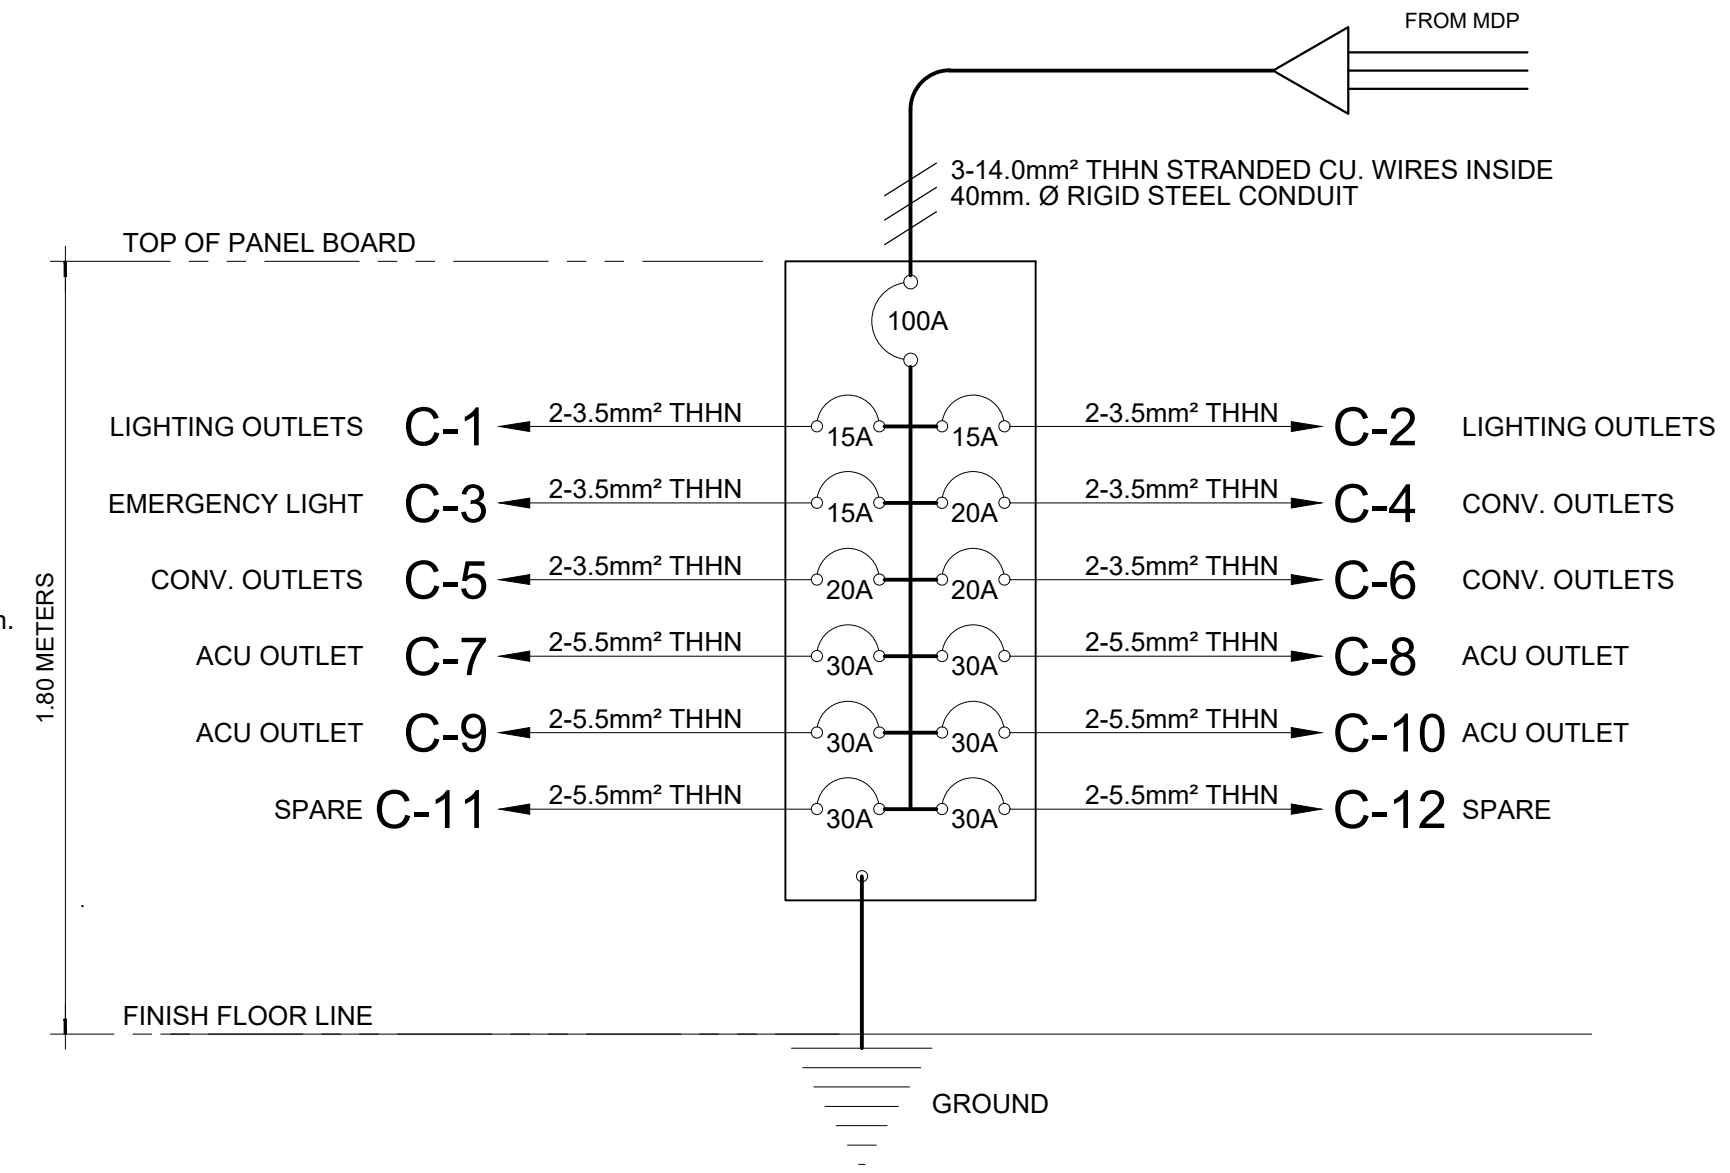 FROM MDP
3-14.0mm² THHN STRANDED CU. WIRES INSIDE
40mm. Ø RIGID STEEL CONDUIT
TOP OF PANEL BOARD
100A
LIGHTING OUTLETS C-1 2-3.5mm² THHN 15A 15A 2-3.5mm² THHN C-2 LIGHTING OUTLETS
EMERGENCY LIGHT C-3 2-3.5mm² THHN 15A 20A 2-3.5mm² THHN C-4 CONV. OUTLETS
CONV. OUTLETS C-5 2-3.5mm² THHN 20A 20A 2-3.5mm² THHN C-6 CONV. OUTLETS
1.80 METERS
ACU OUTLET C-7 2-5.5mm² THHN 30A 30A 2-5.5mm² THHN C-8 ACU OUTLET
ACU OUTLET C-9 2-5.5mm² THHN 30A 30A 2-5.5mm² THHN C-10 ACU OUTLET
SPARE C-11 2-5.5mm² THHN 30A 30A 2-5.5mm² THHN C-12 SPARE
FINISH FLOOR LINE
GROUND